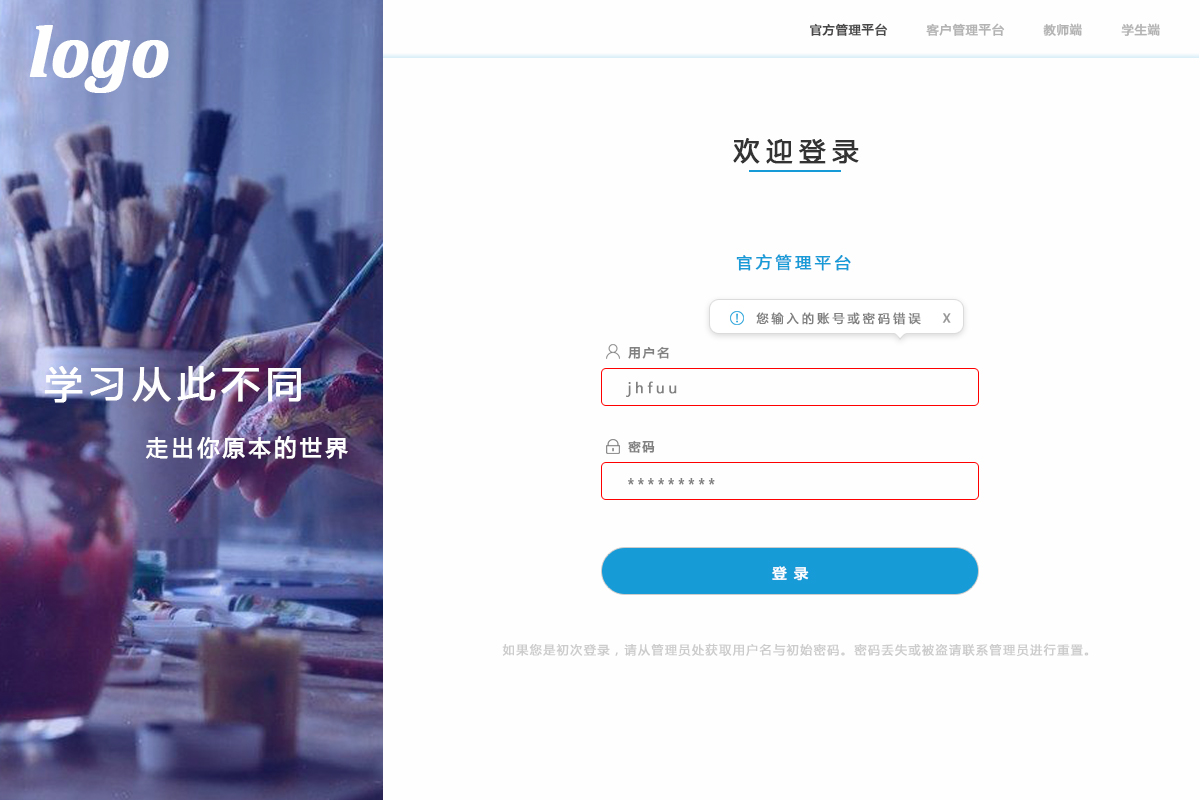 logo
官方管理平台 客户管理平台 教师端 学生端
欢迎登录
官方管理平台
您输入的账号或密码错误 X
用户名
jhfuu
密码
*********
登录
如果您是初次登录，请从管理员处获取用户名与初始密码。密码丢失或被盗请联系管理员进行重置。
学习从此不同
走出你原本的世界